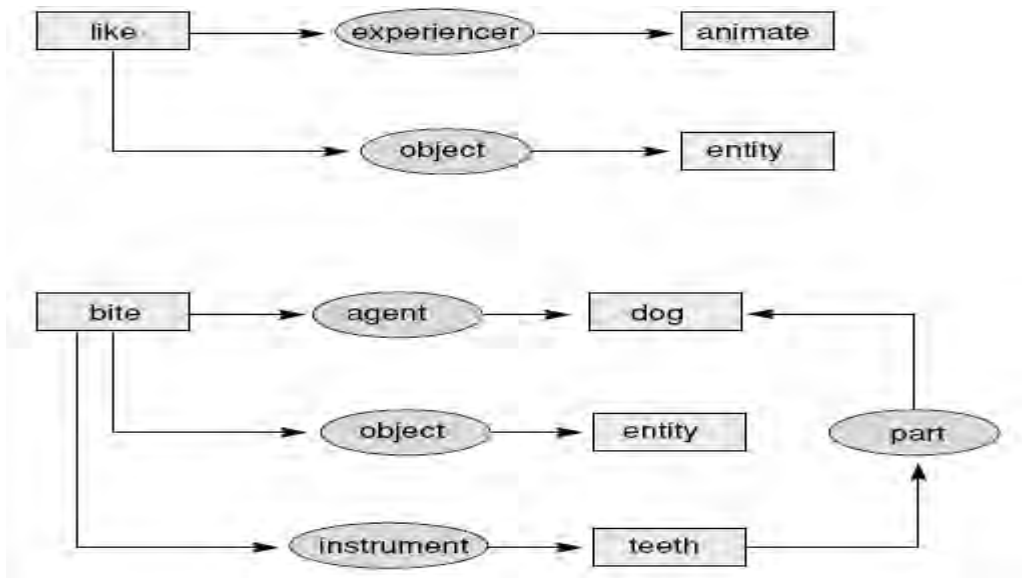 like experiencer animate
object entity
bite agent dog
object entity part
instrument teeth